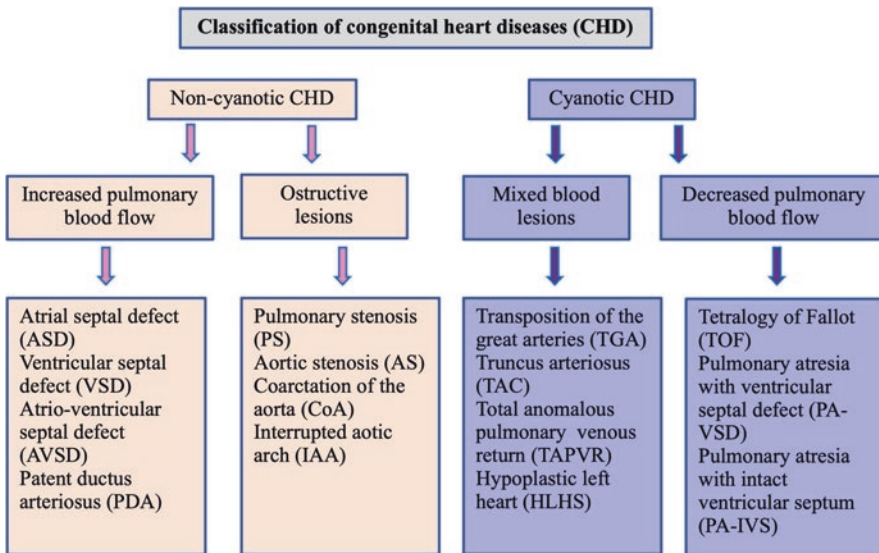 Classification of congenital heart diseases (CHD)
Non-cyanotic CHD
Cyanotic CHD
Increased pulmonary
blood flow
Ostructive
lesions
Mixed blood
lesions
Decreased pulmonary
blood flow
Atrial septal defect
(ASD)
Ventricular septal
defect (VSD)
Atrio-ventricular
septal defect
(AVSD)
Patent ductus
arteriosus (PDA)
Pulmonary stenosis
(PS)
Aortic stenosis (AS)
Coarctation of the
aorta (CoA)
Interrupted aotic
arch (IAA)
Transposition of the
great arteries (TGA)
Truncus arteriosus
(TAC)
Total anomalous
pulmonary venous
return (TAPVR)
Hypoplastic left
heart (HLHS)
Tetralogy of Fallot
(TOF)
Pulmonary atresia
with ventricular
septal defect (PA-
VSD)
Pulmonary atresia
with intact
ventricular septum
(PA-IVS)